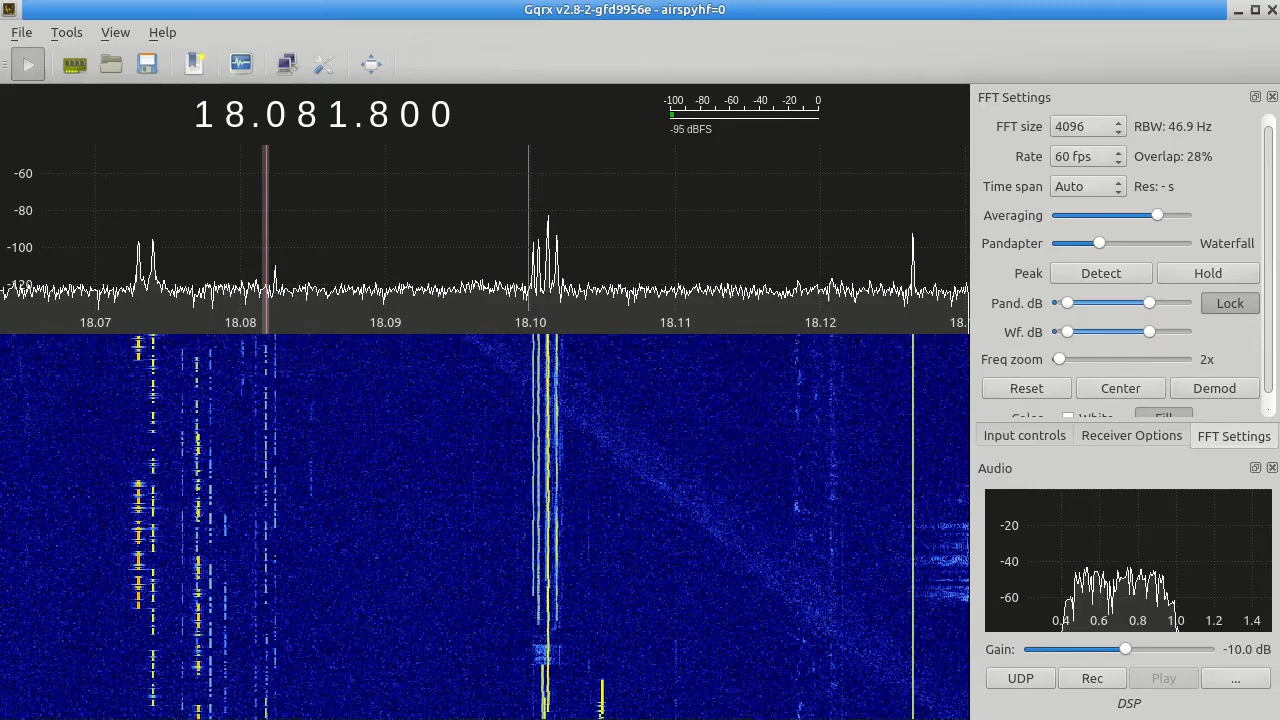 Gqrx v2.8-2-gfd9956e - airspyhf=0
File Tools View Help
18.081.800
-100 -80 -60 -40 -20 0
-95 dBFS
-60
-80
-100
-120
18.07 18.08 18.09 18.10 18.11 18.12 18.
FFT Settings
FFT size 4096 RBW: 46.9 Hz
Rate 60 fps Overlap: 28%
Time span Auto Res: - s
Averaging
Pandapter Waterfall
Peak Detect Hold
Pand. dB Lock
Wf. dB
Freq zoom 2x
Reset Center Demod
Color White Fill
Input controls Receiver Options FFT Settings
Audio
-20
-40
-60
0.4 0.6 0.8 1.0 1.2 1.4
Gain: -10.0 dB
UDP Rec Play ...
DSP